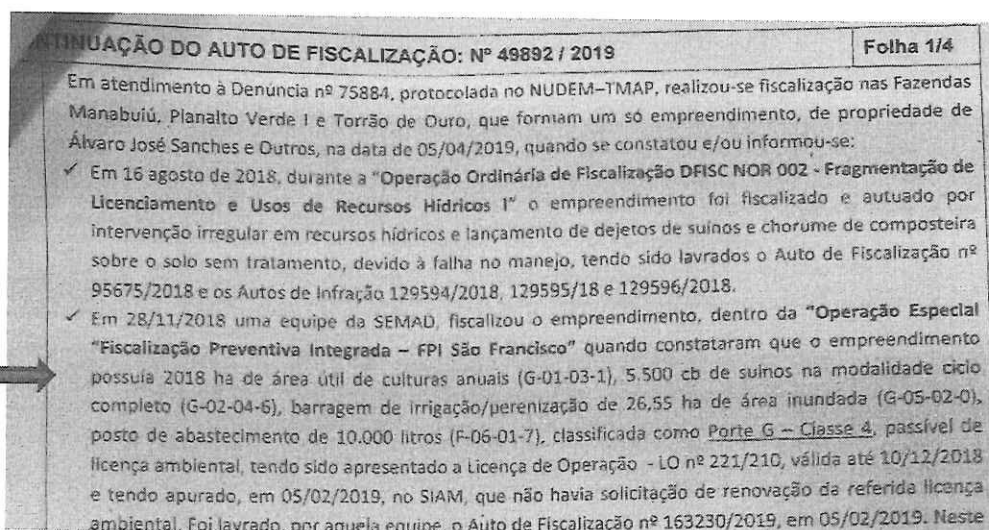 NTINUAÇÃO DO AUTO DE FISCALIZAÇÃO: Nº 49892 / 2019
Folha 1/4
Em atendimento à Denúncia nº 75884, protocolada no NUDEM–TMAP, realizou-se fiscalização nas Fazendas
Manabuiú, Planalto Verde I e Torrão de Ouro, que formam um só empreendimento, de propriedade de
Álvaro José Sanches e Outros, na data de 05/04/2019, quando se constatou e/ou informou-se:
✓ Em 16 agosto de 2018, durante a "Operação Ordinária de Fiscalização DFISC NOR 002 - Fragmentação de
Licenciamento e Usos de Recursos Hídricos I" o empreendimento foi fiscalizado e autuado por
intervenção irregular em recursos hídricos e lançamento de dejetos de suínos e chorume de composteira
sobre o solo sem tratamento, devido à falha no manejo, tendo sido lavrados o Auto de Fiscalização nº
95675/2018 e os Autos de Infração 129594/2018, 129595/18 e 129596/2018.
✓ Em 28/11/2018 uma equipe da SEMAD, fiscalizou o empreendimento, dentro da "Operação Especial
"Fiscalização Preventiva Integrada – FPI São Francisco" quando constataram que o empreendimento
possuía 2018 ha de área útil de culturas anuais (G-01-03-1), 5.500 cb de suínos na modalidade ciclo
completo (G-02-04-6), barragem de irrigação/perenização de 26,55 ha de área inundada (G-05-02-0),
posto de abastecimento de 10.000 litros (F-06-01-7), classificada como Porte G – Classe 4, passível de
licença ambiental, tendo sido apresentado a Licença de Operação - LO nº 221/210, válida até 10/12/2018
e tendo apurado, em 05/02/2019, no SIAM, que não havia solicitação de renovação da referida licença
ambiental. Foi lavrado, por aquela equipe, o Auto de Fiscalização nº 163230/2019, em 05/02/2019. Neste